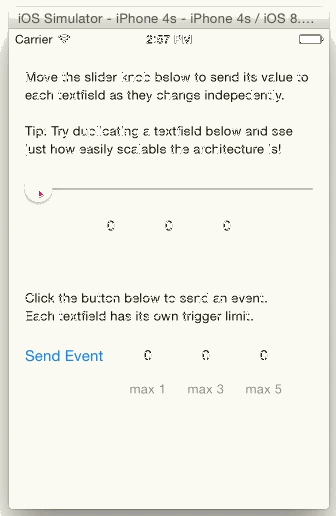 iOS Simulator - iPhone 4s - iPhone 4s / iOS 8....
Carrier 2:57 PM
Move the slider knob below to send its value to
each textfield as they change indepedently.
Tip: Try duplicating a textfield below and see
just how easily scalable the architecture is!
0 0 0
Click the button below to send an event.
Each textfield has its own trigger limit.
Send Event 0 0 0
max 1 max 3 max 5